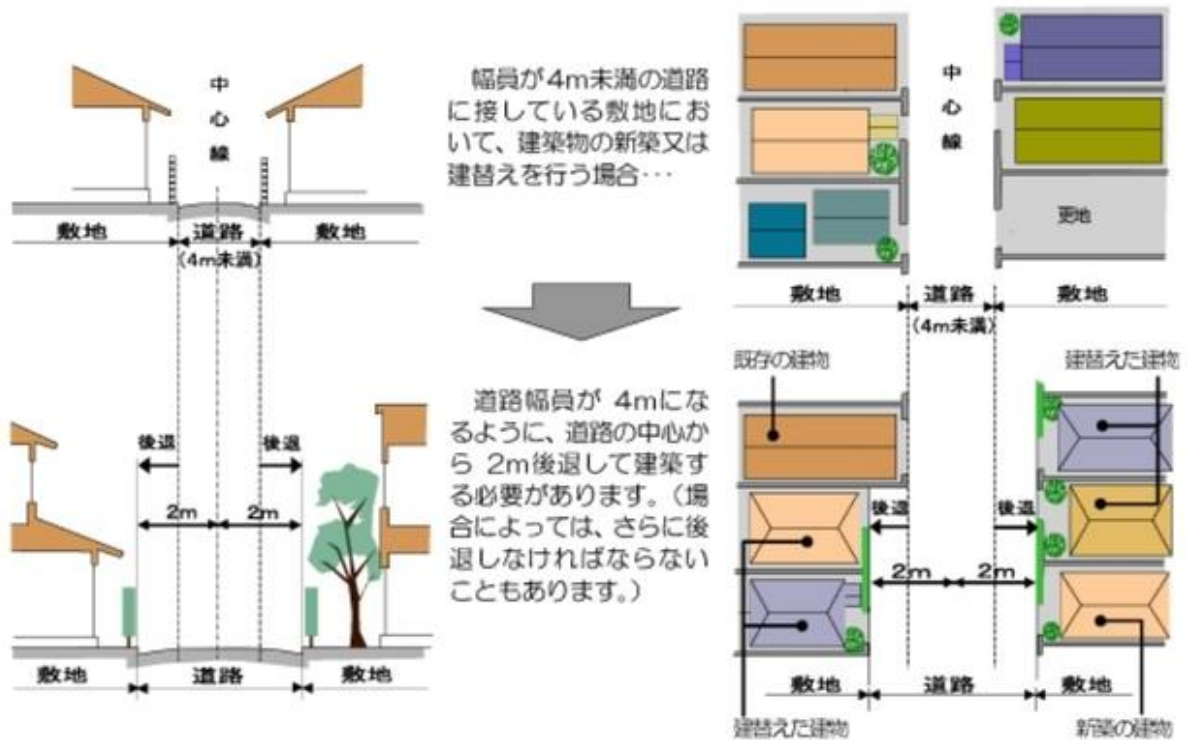 中心線
敷地
道路
敷地
(4m未満)
幅員が4m未満の道路
に接している敷地にお
いて、建築物の新築又は
建替えを行う場合…
中心線
更地
敷地
道路
敷地
(4m未満)
後退
後退
2m
2m
敷地
道路
敷地
道路幅員が 4mにな
るように、道路の中心か
ら 2m後退して建築す
る必要があります。（場
合によっては、さらに後
退しなければならない
こともあります。）
既存の建物
建替えた建物
後退
後退
2m
2m
敷地
道路
敷地
建替えた建物
新築の建物